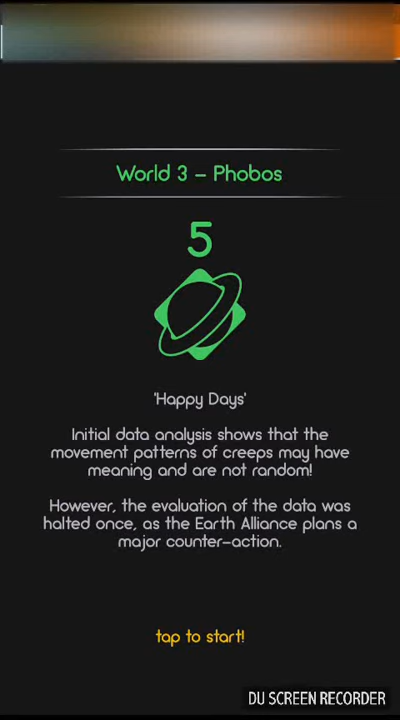 World 3 – Phobos
5
'Happy Days'
Initial data analysis shows that the
movement patterns of creeps may have
meaning and are not random!
However, the evaluation of the data was
halted once, as the Earth Alliance plans a
major counter-action.
tap to start!
DU SCREEN RECORDER